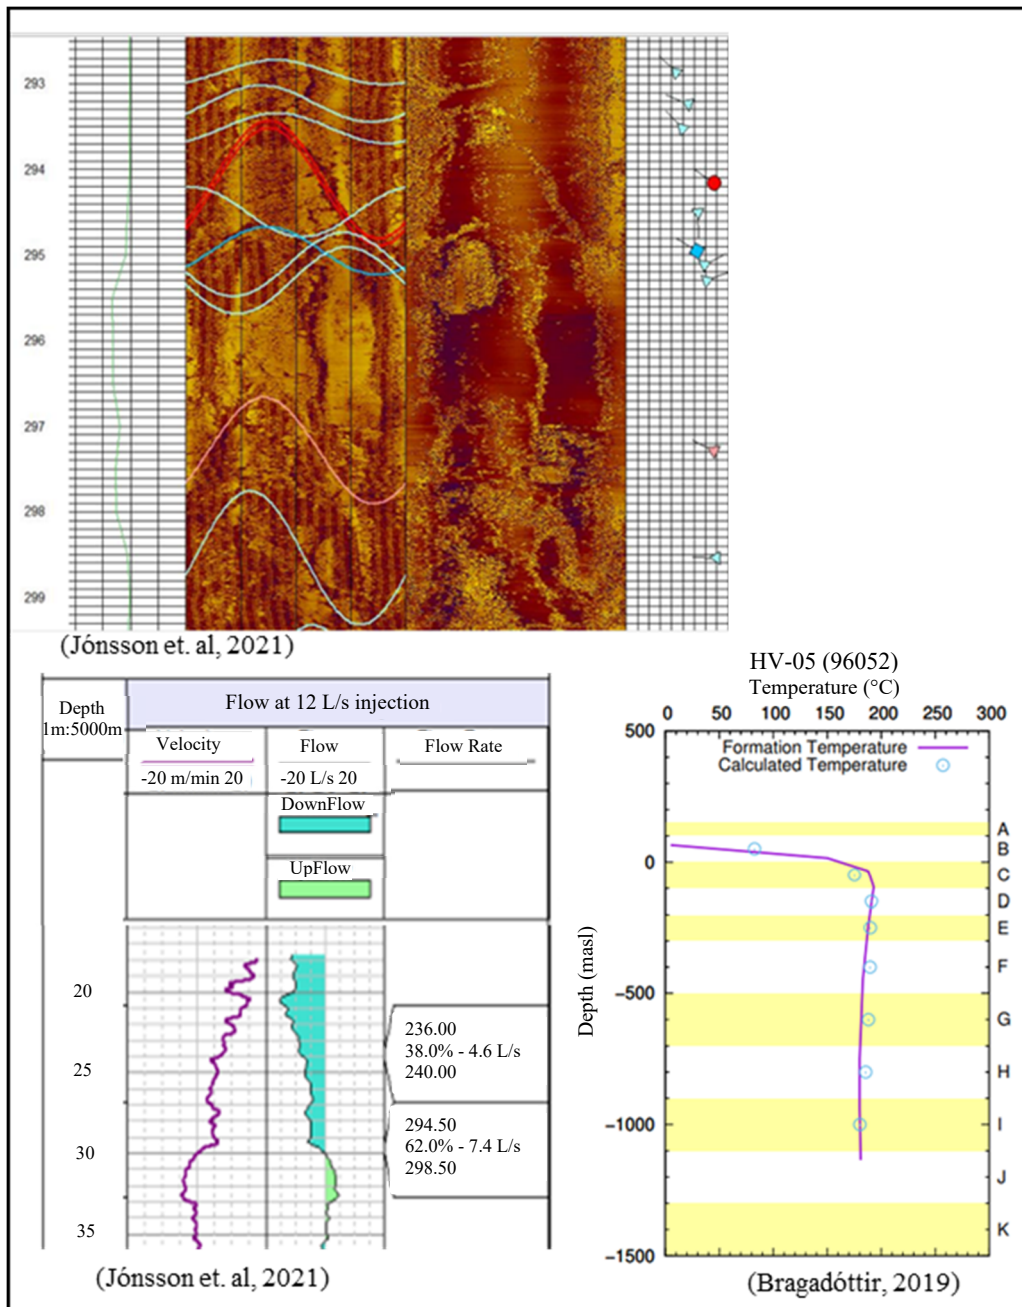 293
294
295
296
297
298
299
(Jónsson et. al, 2021)
Depth
1m:5000m
Flow at 12 L/s injection
Velocity
Flow
Flow Rate
-20 m/min 20
-20 L/s 20
DownFlow
UpFlow
20
25
30
35
236.00
38.0% - 4.6 L/s
240.00
294.50
62.0% - 7.4 L/s
298.50
(Jónsson et. al, 2021)
HV-05 (96052)
Temperature (°C)
0 50 100 150 200 250 300
500
0
-500
-1000
-1500
Depth (masl)
Formation Temperature
Calculated Temperature
A
B
C
D
E
F
G
H
I
J
K
(Bragadóttir, 2019)